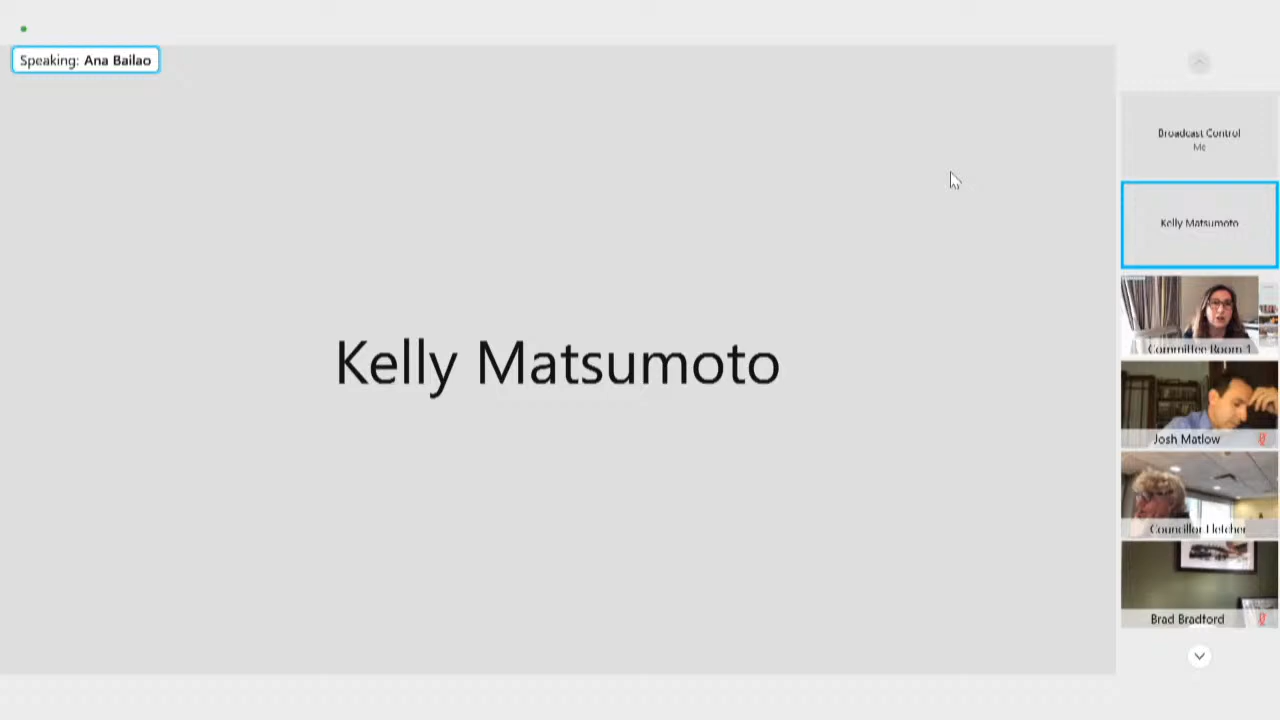 Speaking: Ana Bailao
Kelly Matsumoto
Broadcast Control
Me
Kelly Matsumoto
Committee Room 1
Josh Matlow
Councillor Fletcher
Brad Bradford